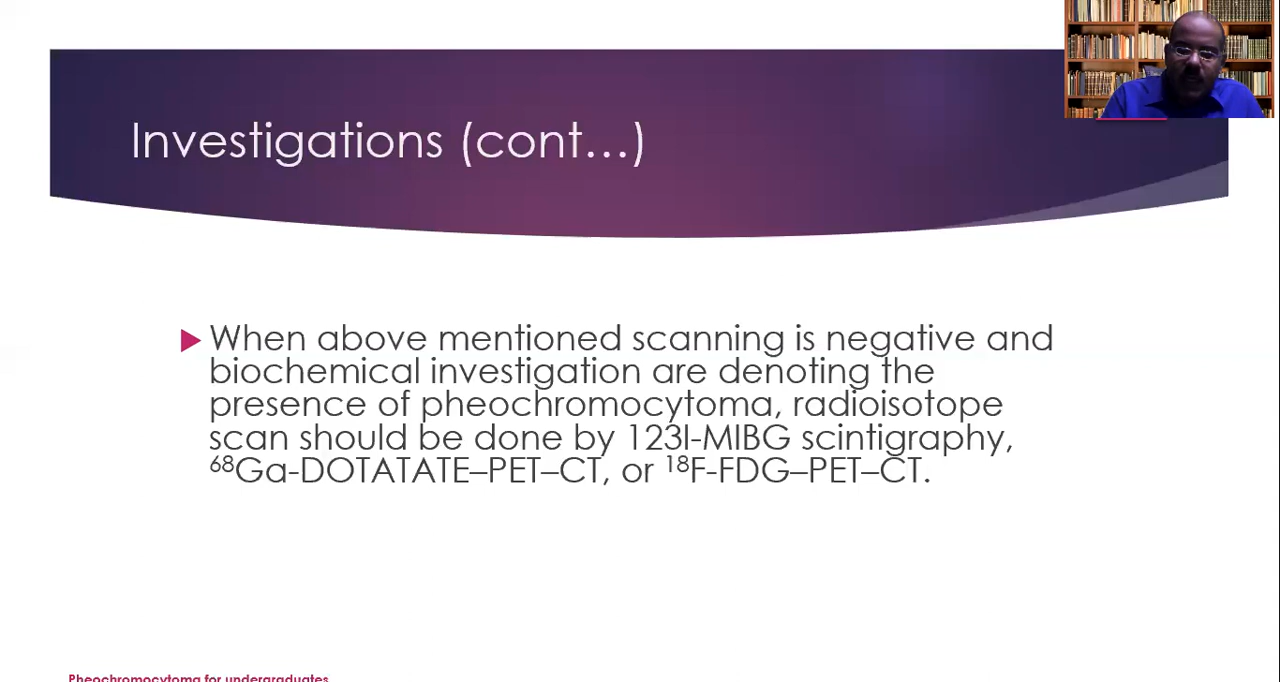 Investigations (cont...)
When above mentioned scanning is negative and
biochemical investigation are denoting the
presence of pheochromocytoma, radioisotope
scan should be done by 123I-MIBG scintigraphy,
⁶⁸Ga-DOTATATE–PET–CT, or ¹⁸F-FDG–PET–CT.
Pheochromocytoma for undergraduates